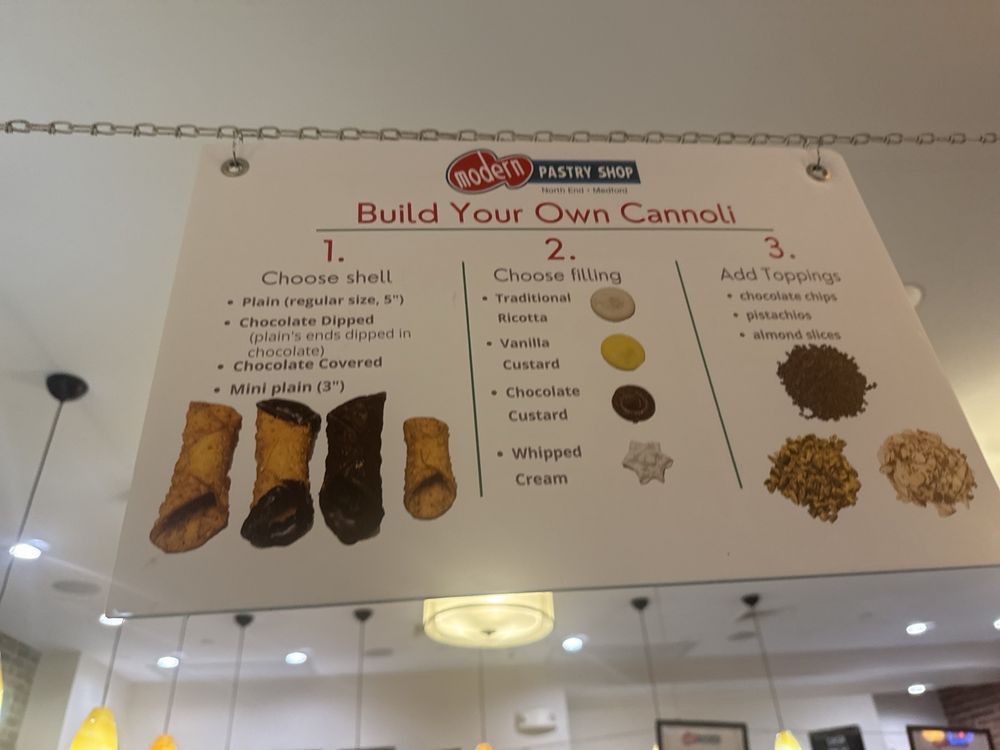 modern PASTRY SHOP
North End • Medford
Build Your Own Cannoli
1.
Choose shell
• Plain (regular size, 5")
• Chocolate Dipped
(plain's ends dipped in
chocolate)
• Chocolate Covered
• Mini plain (3")
2.
Choose filling
• Traditional
Ricotta
• Vanilla
Custard
• Chocolate
Custard
• Whipped
Cream
3.
Add Toppings
• chocolate chips
• pistachios
• almond slices